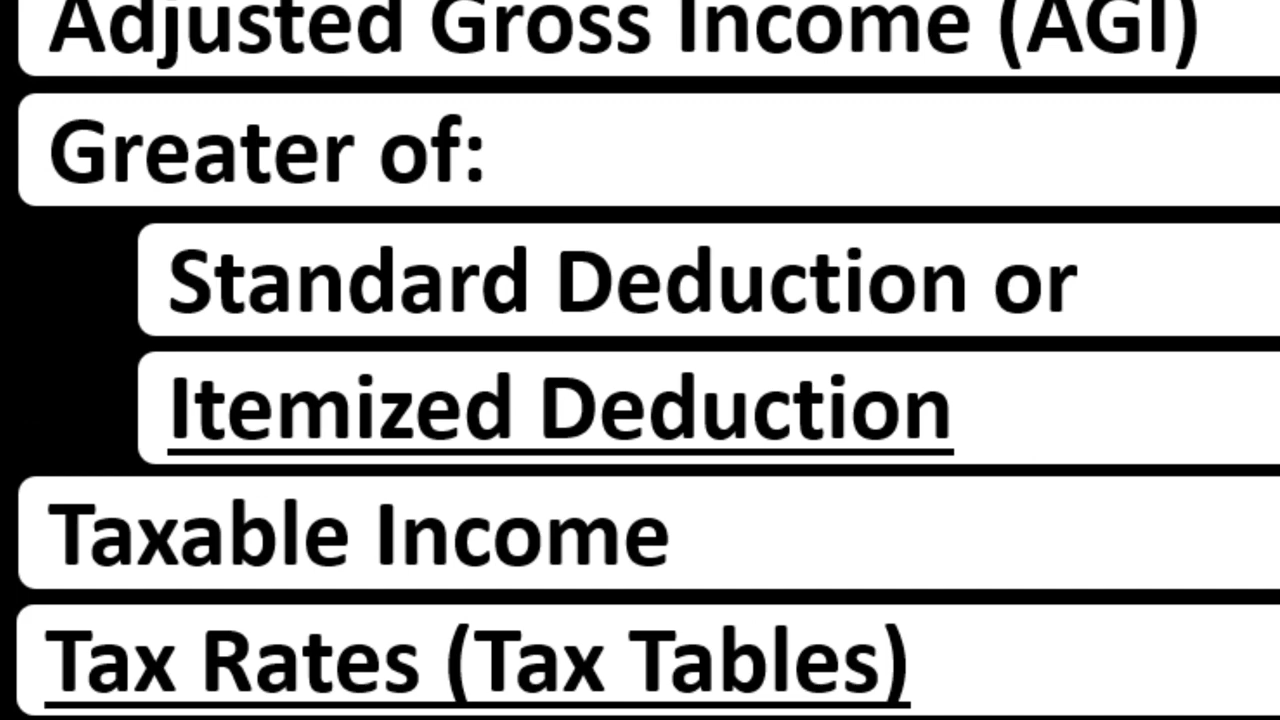 Adjusted Gross Income (AGI)
Greater of:
Standard Deduction or
Itemized Deduction
Taxable Income
Tax Rates (Tax Tables)